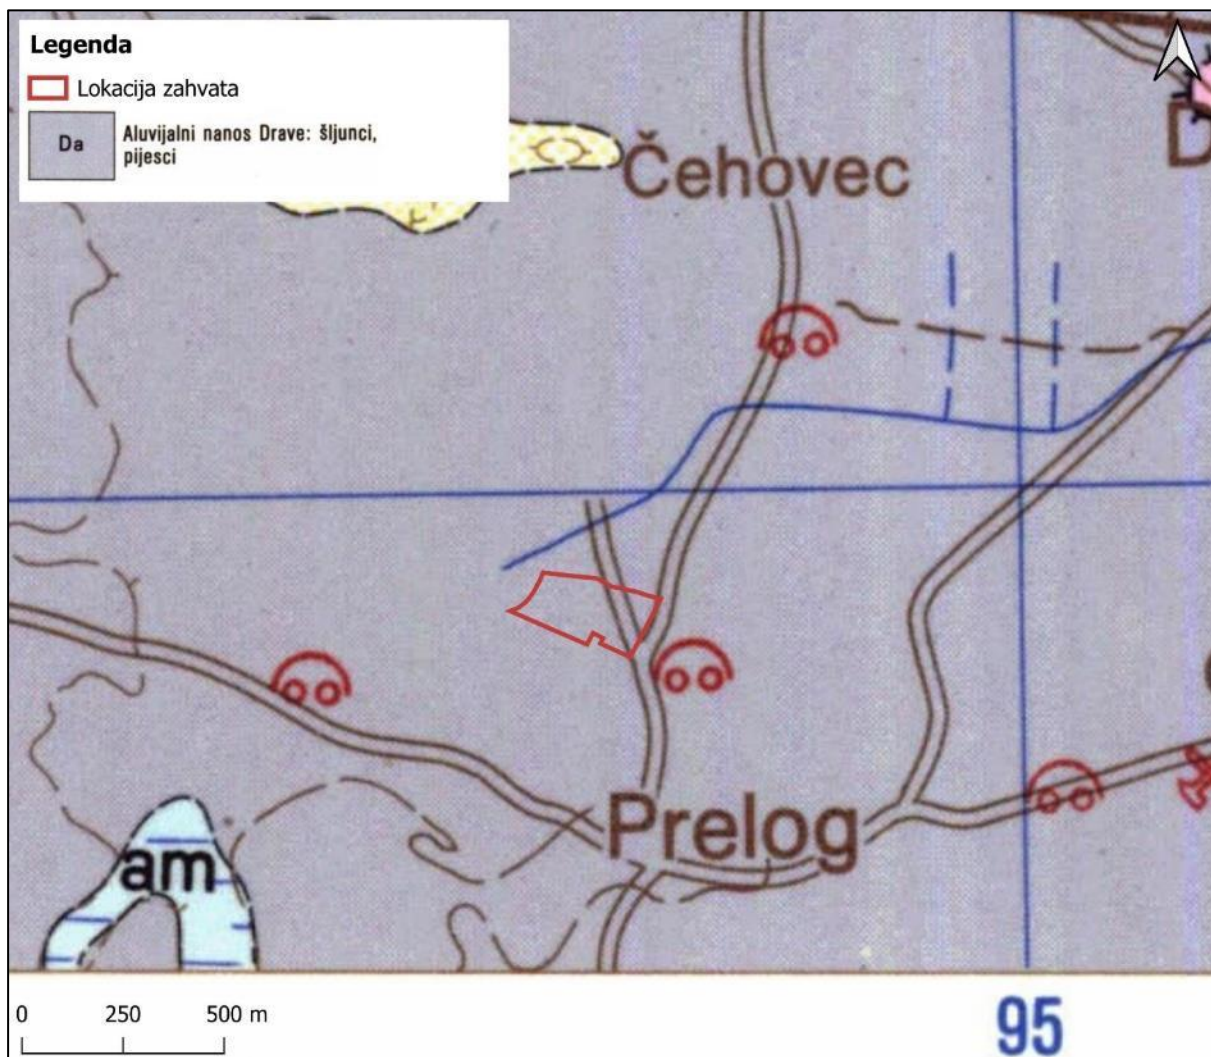 Legenda
Lokacija zahvata
Da
Aluvijalni nanos Drave: šljunci,
pijesci
D
Čehovec
Prelog
am
0 250 500 m
95